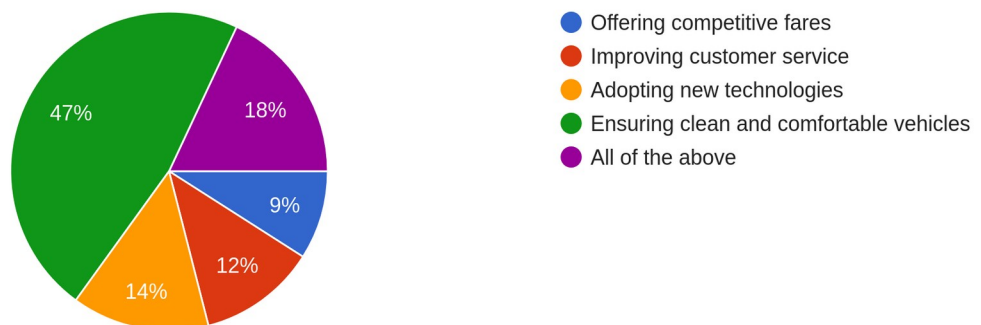 47%
18%
9%
12%
14%
Offering competitive fares
Improving customer service
Adopting new technologies
Ensuring clean and comfortable vehicles
All of the above